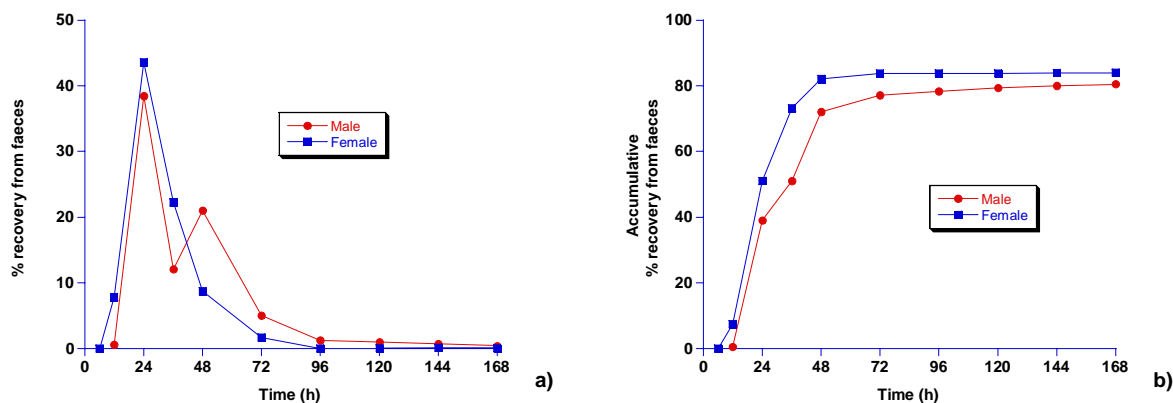 50
40
30
20
10
0
% recovery from faeces
Male
Female
0 24 48 72 96 120 144 168
Time (h)
a)
100
80
60
40
20
0
Accumulative
% recovery from faeces
Male
Female
0 24 48 72 96 120 144 168
Time (h)
b)